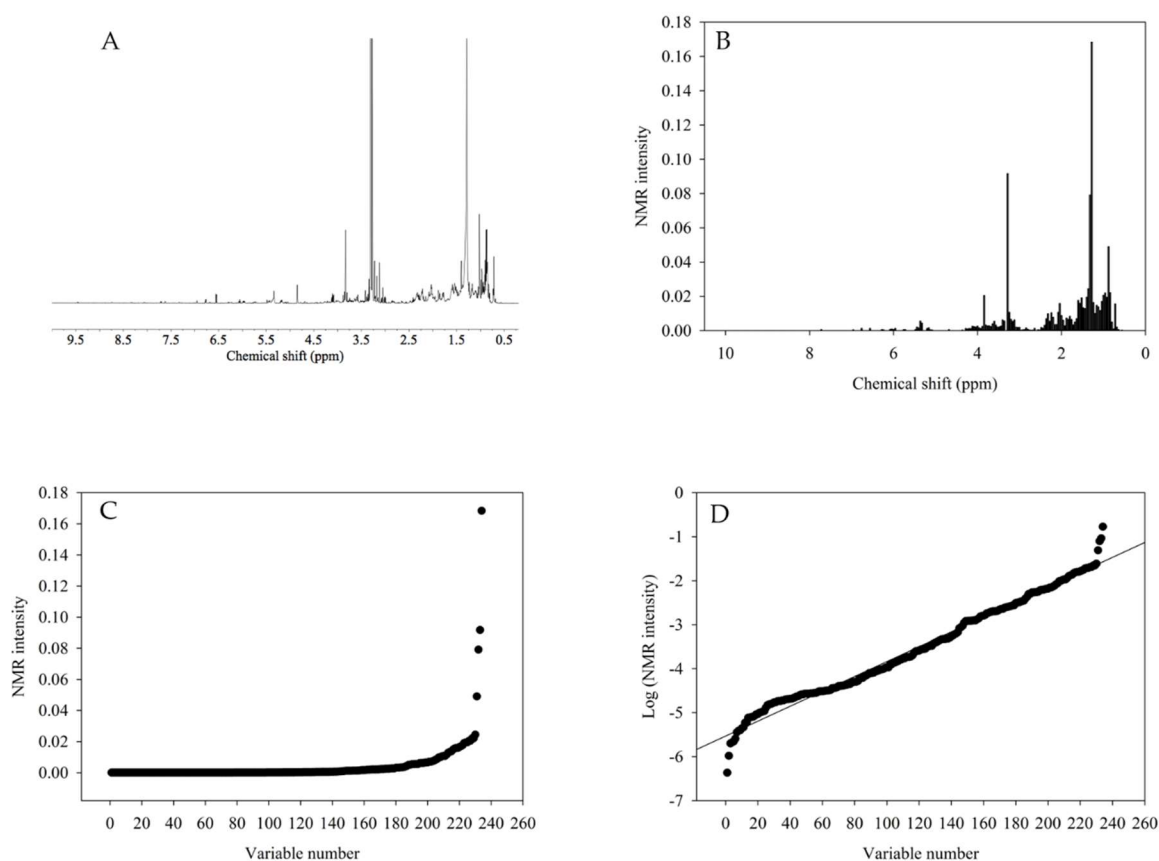 A
9.5 8.5 7.5 6.5 5.5 4.5 3.5 2.5 1.5 0.5
Chemical shift (ppm)
B
NMR intensity
0.18
0.16
0.14
0.12
0.10
0.08
0.06
0.04
0.02
0.00
10 8 6 4 2 0
Chemical shift (ppm)
C
NMR intensity
0.18
0.16
0.14
0.12
0.10
0.08
0.06
0.04
0.02
0.00
0 20 40 60 80 100 120 140 160 180 200 220 240 260
Variable number
D
Log (NMR intensity)
0
-1
-2
-3
-4
-5
-6
-7
0 20 40 60 80 100 120 140 160 180 200 220 240 260
Variable number